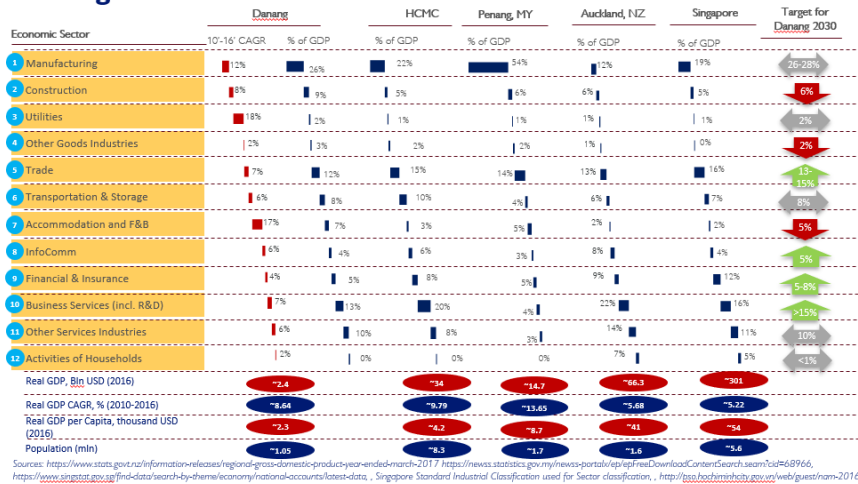 Danang HCMC Penang, MY Auckland, NZ Singapore Target for
Danang 2030
Economic Sector
10'-16' CAGR % of GDP % of GDP % of GDP % of GDP % of GDP
1 Manufacturing 12% 26% 22% 54% 12% 19% 26-28%
2 Construction 8% 9% 5% 6% 6% 5% 6%
3 Utilities 18% 2% 1% 1% 1% 1% 2%
4 Other Goods Industries 2% 3% 2% 2% 1% 0% 2%
5 Trade 7% 12% 15% 14% 13% 16% 13-
15%
6 Transportation & Storage 6% 8% 10% 4% 6% 7% 8%
7 Accommodation and F&B 17% 7% 3% 5% 2% 2% 5%
8 InfoComm 6% 4% 6% 3% 8% 4% 5%
9 Financial & Insurance 4% 5% 8% 5% 9% 12% 5-8%
10 Business Services (incl. R&D) 7% 13% 20% 4% 22% 16% >15%
11 Other Services Industries 6% 10% 8% 3% 14% 11% 10%
12 Activities of Households 2% 0% 0% 0% 7% 5% <1%
Real GDP, Bln USD (2016) ~2.4 ~34 ~14.7 ~66.3 ~301
Real GDP CAGR, % (2010-2016) ~8.64 ~9.79 ~13.65 ~5.68 ~5.22
Real GDP per Capita, thousand USD
(2016) ~2.3 ~4.2 ~8.7 ~41 ~54
Population (mln) ~1.05 ~8.3 ~1.7 ~1.6 ~5.6
Sources: https://www.stats.govt.nz/information-releases/regional-gross-domestic-product-year-ended-march-2017 https://newss.statistics.gov.my/newss-portalx/ep/epFreeDownloadContentSearch.seam?cid=68966,
https://www.singstat.gov.sg/find-data/search-by-theme/economy/national-accounts/latest-data, , Singapore Standard Industrial Classification used for Sector classification, , http://pso.hochiminhcity.gov.vn/web/guest/nam-2016